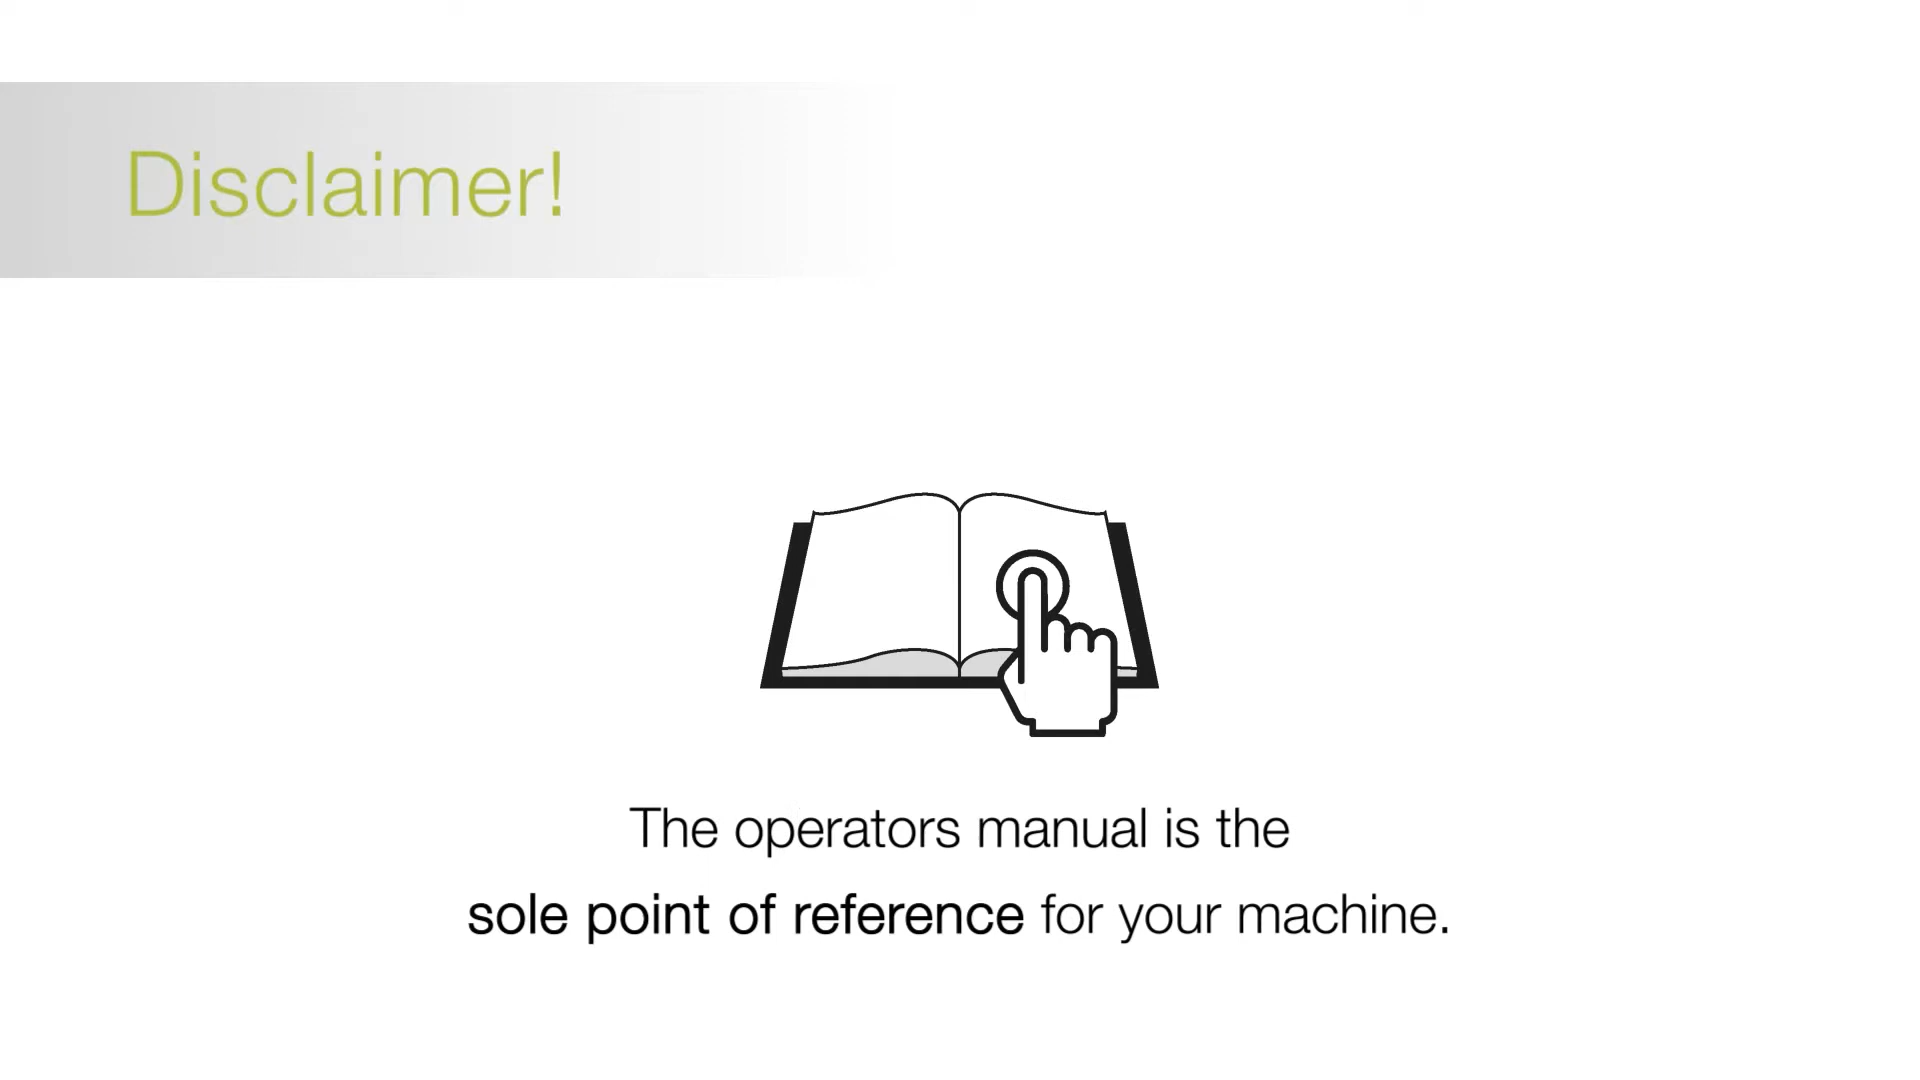 Disclaimer!
The operators manual is the
sole point of reference for your machine.